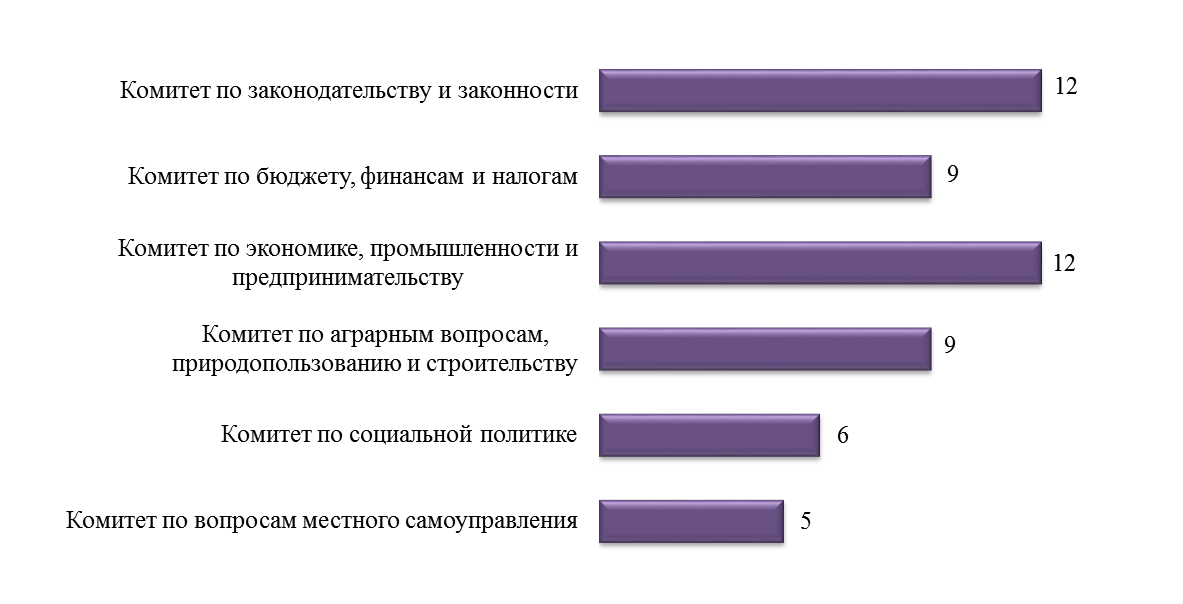 Комитет по законодательству и законности 12
Комитет по бюджету, финансам и налогам 9
Комитет по экономике, промышленности и
предпринимательству 12
Комитет по аграрным вопросам,
природопользованию и строительству 9
Комитет по социальной политике 6
Комитет по вопросам местного самоуправления 5